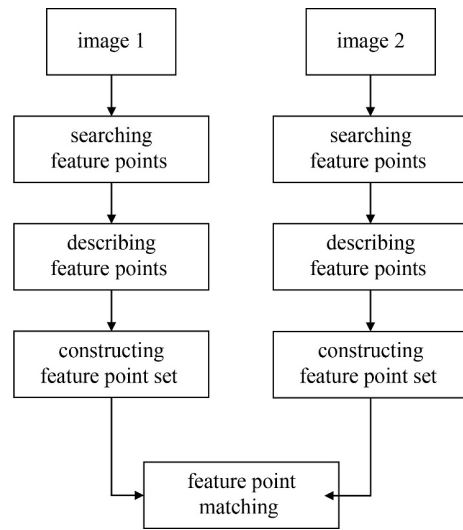 image 1
image 2
searching
feature points
searching
feature points
describing
feature points
describing
feature points
constructing
feature point set
constructing
feature point set
feature point
matching